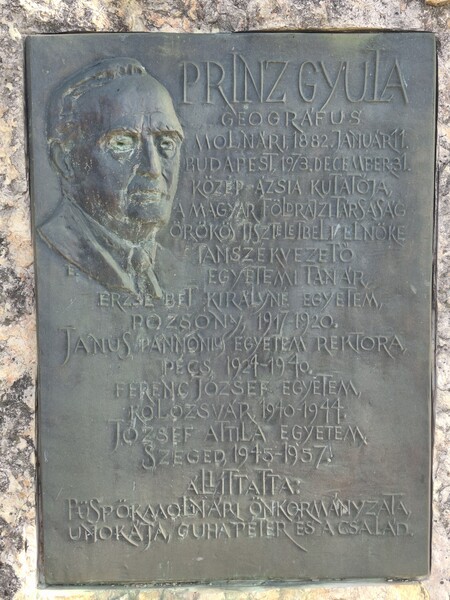 PRINZ GYULA
GEOGRÁFUS
MOLNÁRI, 1882. JANUÁR 11.
BUDAPEST, 1973. DECEMBER 31.
KÖZÉP-ÁZSIA KUTATÓJA,
A MAGYAR FÖLDRAJZI TÁRSASÁG
ÖRÖKÖS TISZTELETBELI ELNÖKE
TANSZÉKVEZETŐ
EGYETEMI TANÁR
ERZSÉBET KIRÁLYNÉ EGYETEM,
POZSONY, 1917-1920.
JANUS PANNONIUS EGYETEM REKTORA,
PÉCS, 1924-1940.
FERENC JÓZSEF EGYETEM,
KOLOZSVÁR, 1940-1944.
JÓZSEF ATTILA EGYETEM,
SZEGED, 1945-1957.
ÁLLÍTTATTA:
PÜSPÖKMOLNÁRI ÖNKORMÁNYZATA,
UNOKÁJA, GUHA PÉTER ÉS A CSALÁD.